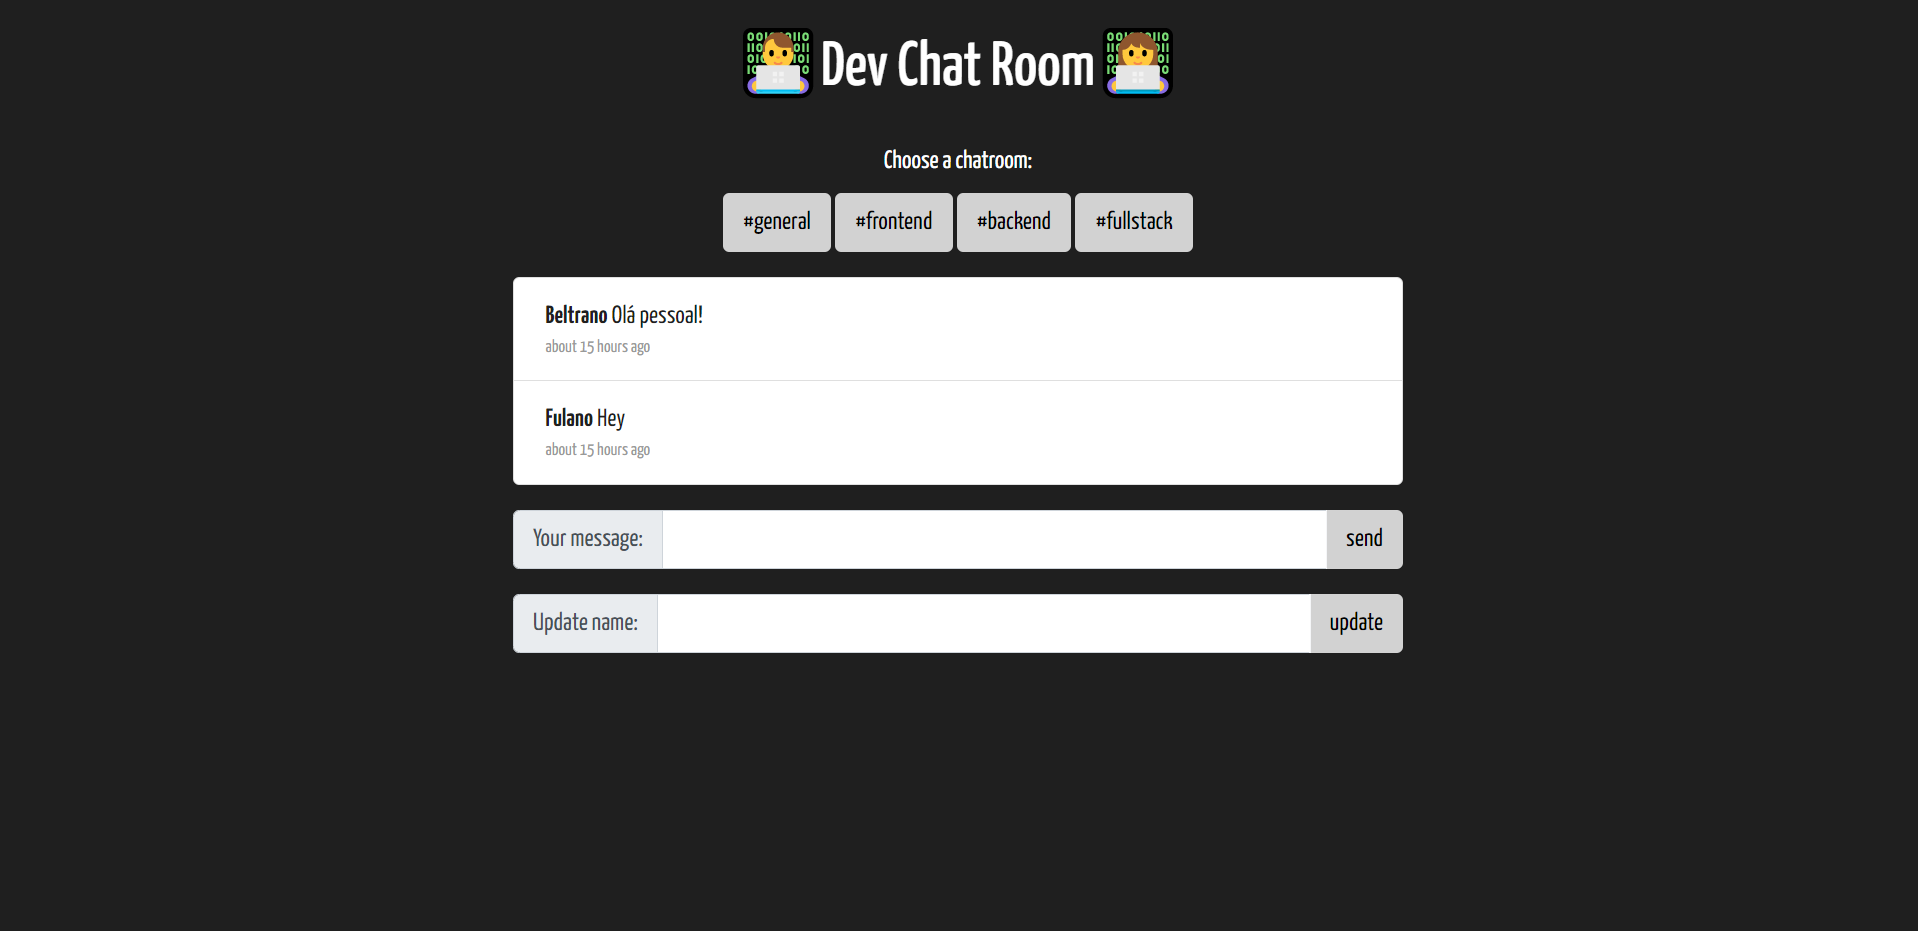 Dev Chat Room
Choose a chatroom:
#general #frontend #backend #fullstack
Beltrano Olá pessoal!
about 15 hours ago
Fulano Hey
about 15 hours ago
Your message: send
Update name: update